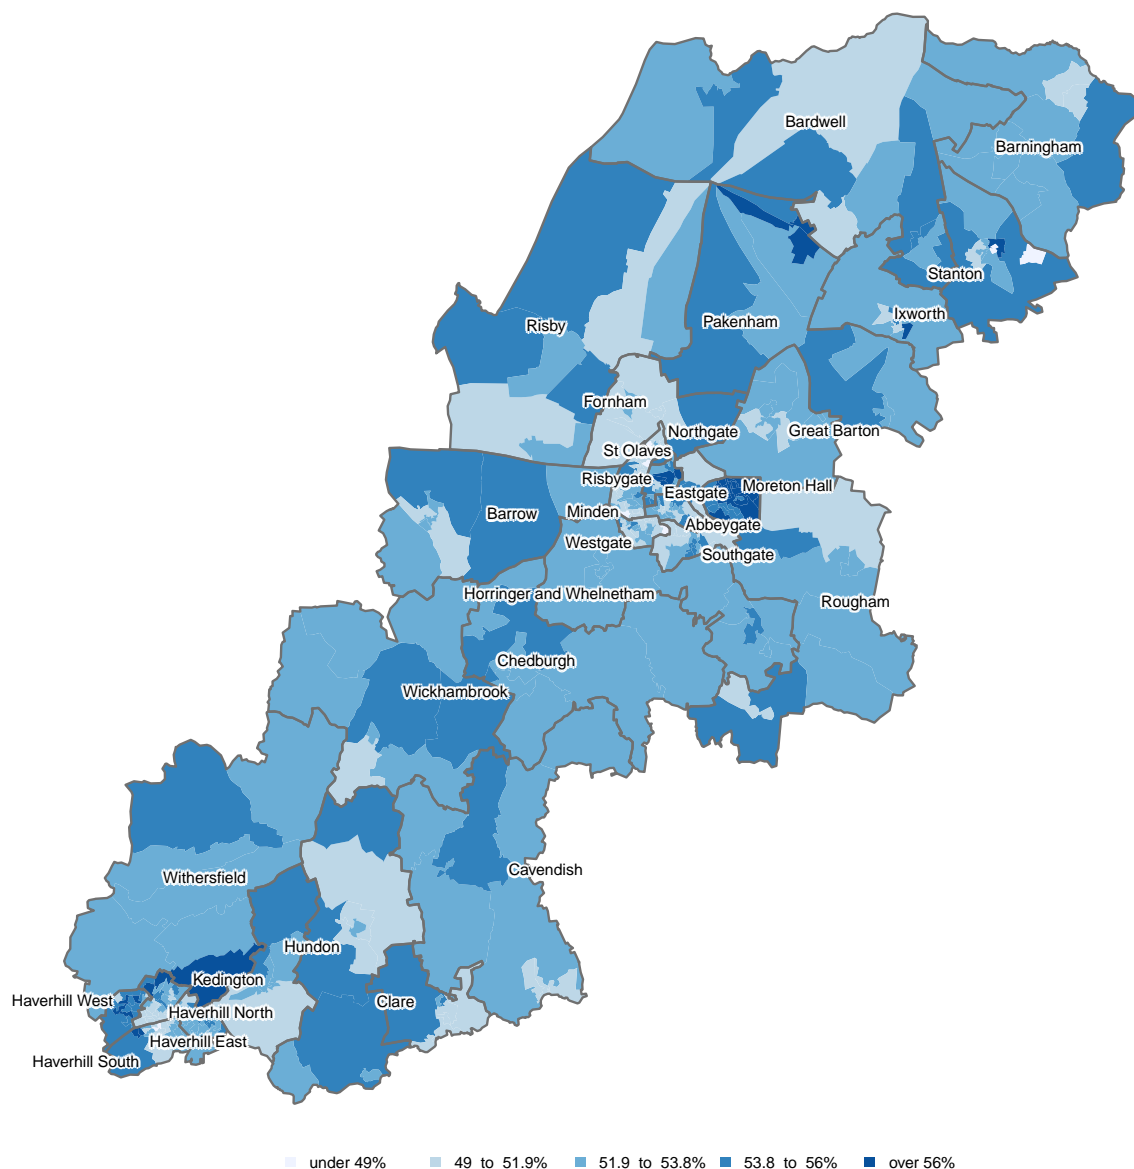 Bardwell
Barningham
Stanton
Ixworth
Risby
Pakenham
Fornham
Northgate
Great Barton
St Olaves
Risbygate
Eastgate
Moreton Hall
Barrow
Minden
Abbeygate
Westgate
Southgate
Horringer and Whelnetham
Rougham
Chedburgh
Wickhambrook
Cavendish
Withersfield
Hundon
Kedington
Haverhill West
Clare
Haverhill North
Haverhill East
Haverhill South
under 49%
49 to 51.9%
51.9 to 53.8%
53.8 to 56%
over 56%